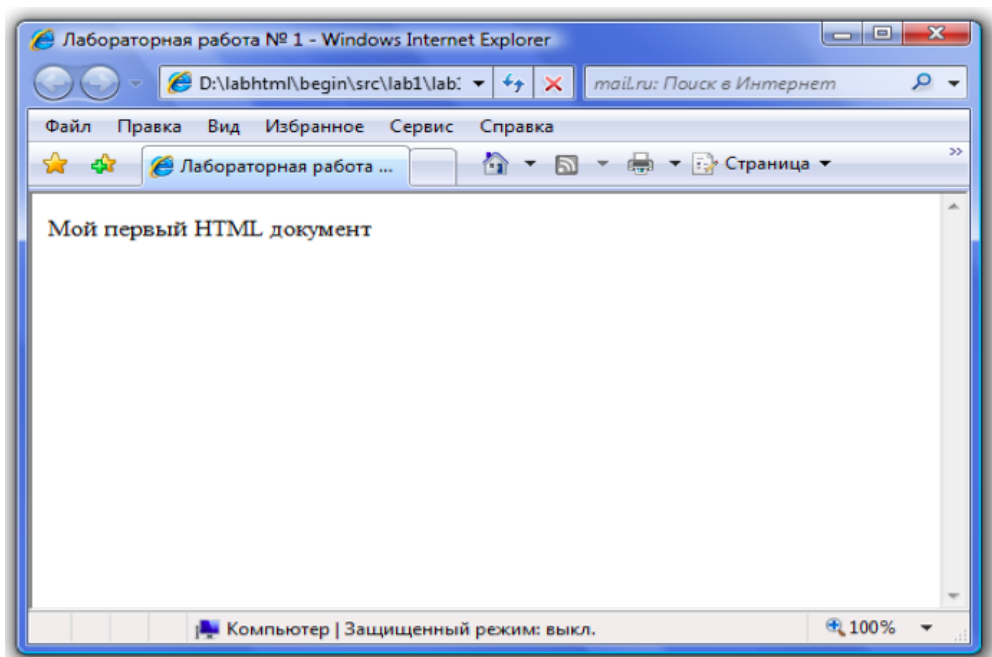 Лабораторная работа № 1 - Windows Internet Explorer
D:\labhtml\begin\src\lab1\lab: mail.ru: Поиск в Интернет
Файл Правка Вид Избранное Сервис Справка
Лабораторная работа ... Страница
Мой первый HTML документ
Компьютер | Защищенный режим: выкл. 100%